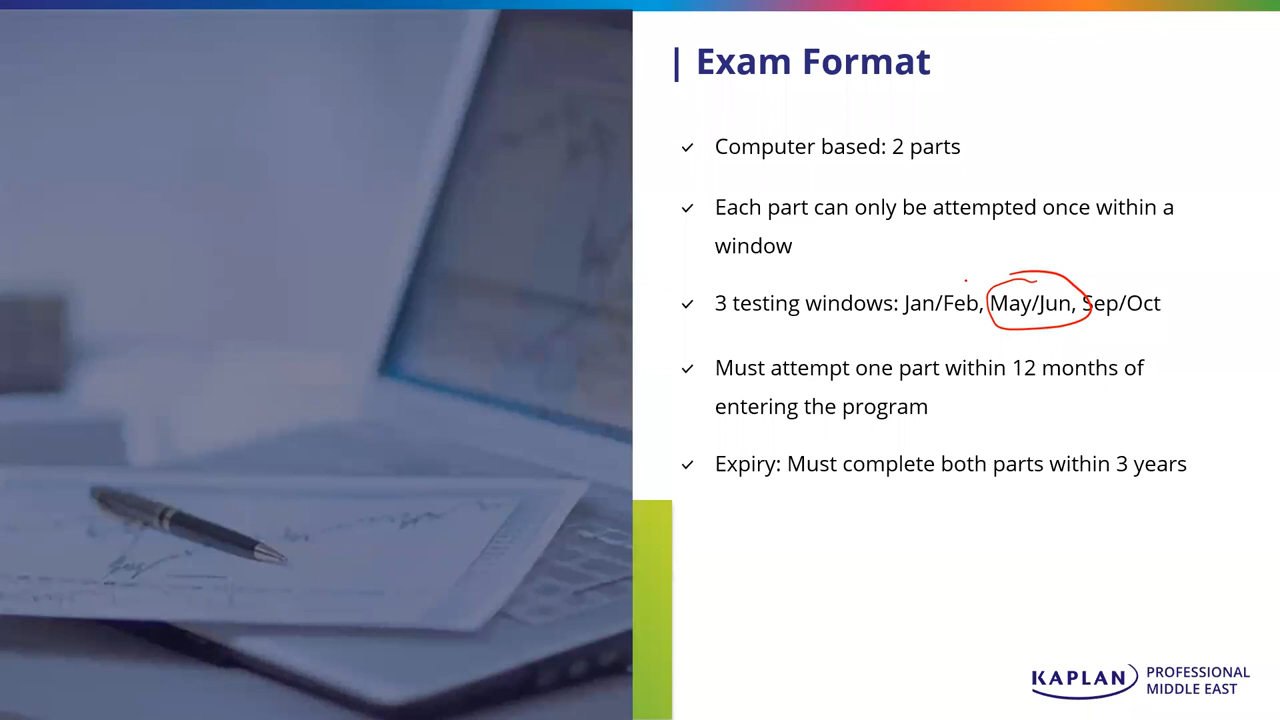 | Exam Format
Computer based: 2 parts
Each part can only be attempted once within a
window
3 testing windows: Jan/Feb, May/Jun, Sep/Oct
Must attempt one part within 12 months of
entering the program
Expiry: Must complete both parts within 3 years
KAPLAN PROFESSIONAL
MIDDLE EAST